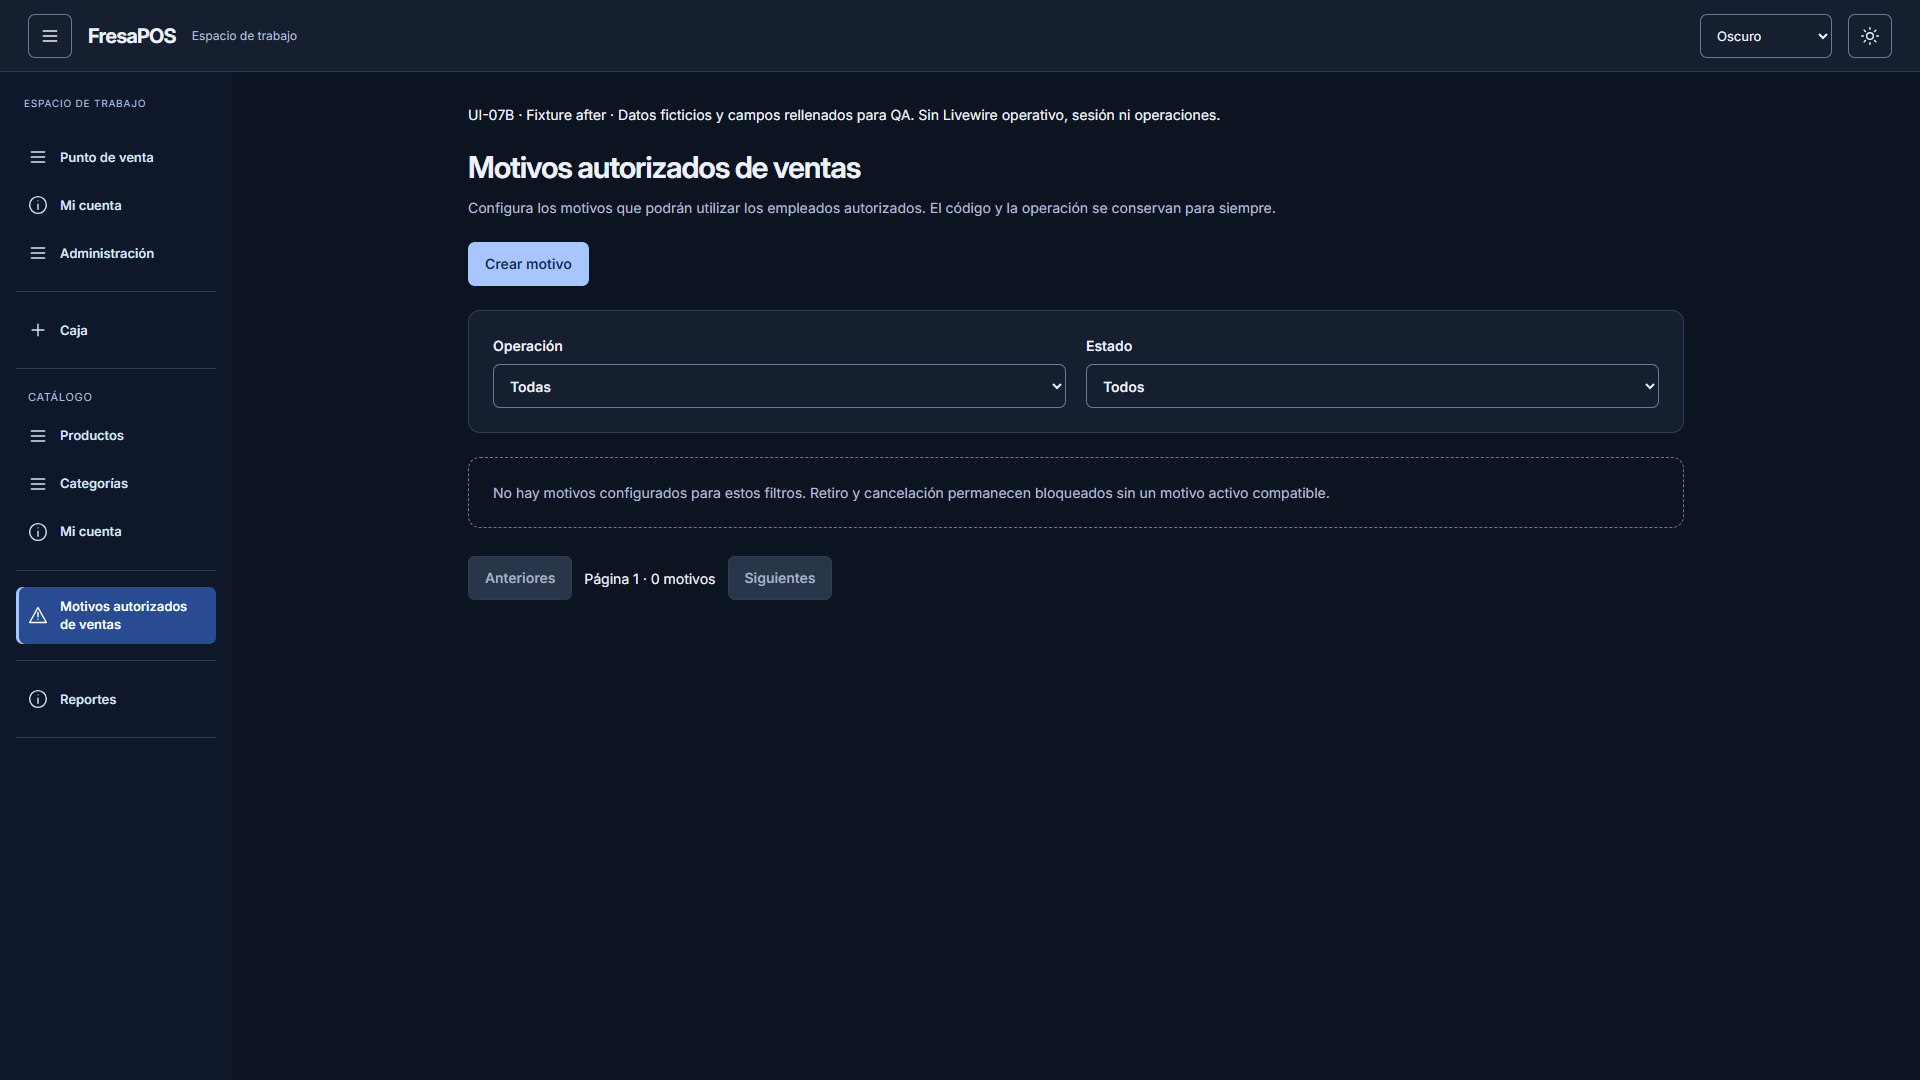 FresaPOS
Espacio de trabajo
Oscuro
ESPACIO DE TRABAJO
Punto de venta
Mi cuenta
Administración
Caja
CATÁLOGO
Productos
Categorías
Mi cuenta
Motivos autorizados
de ventas
Reportes
UI-07B · Fixture after · Datos ficticios y campos rellenados para QA. Sin Livewire operativo, sesión ni operaciones.
Motivos autorizados de ventas
Configura los motivos que podrán utilizar los empleados autorizados. El código y la operación se conservan para siempre.
Crear motivo
Operación
Todas
Estado
Todos
No hay motivos configurados para estos filtros. Retiro y cancelación permanecen bloqueados sin un motivo activo compatible.
Anteriores
Página 1 · 0 motivos
Siguientes